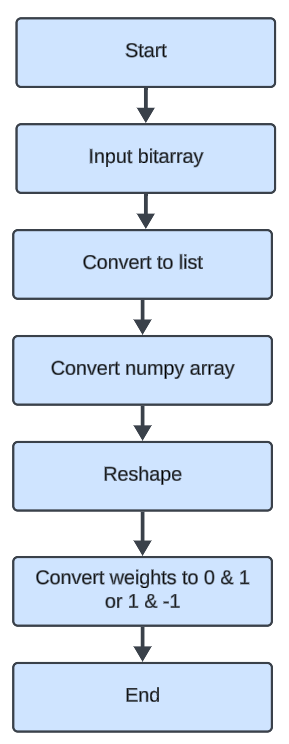 Start
Input bitarray
Convert to list
Convert numpy array
Reshape
Convert weights to 0 & 1
or 1 & -1
End